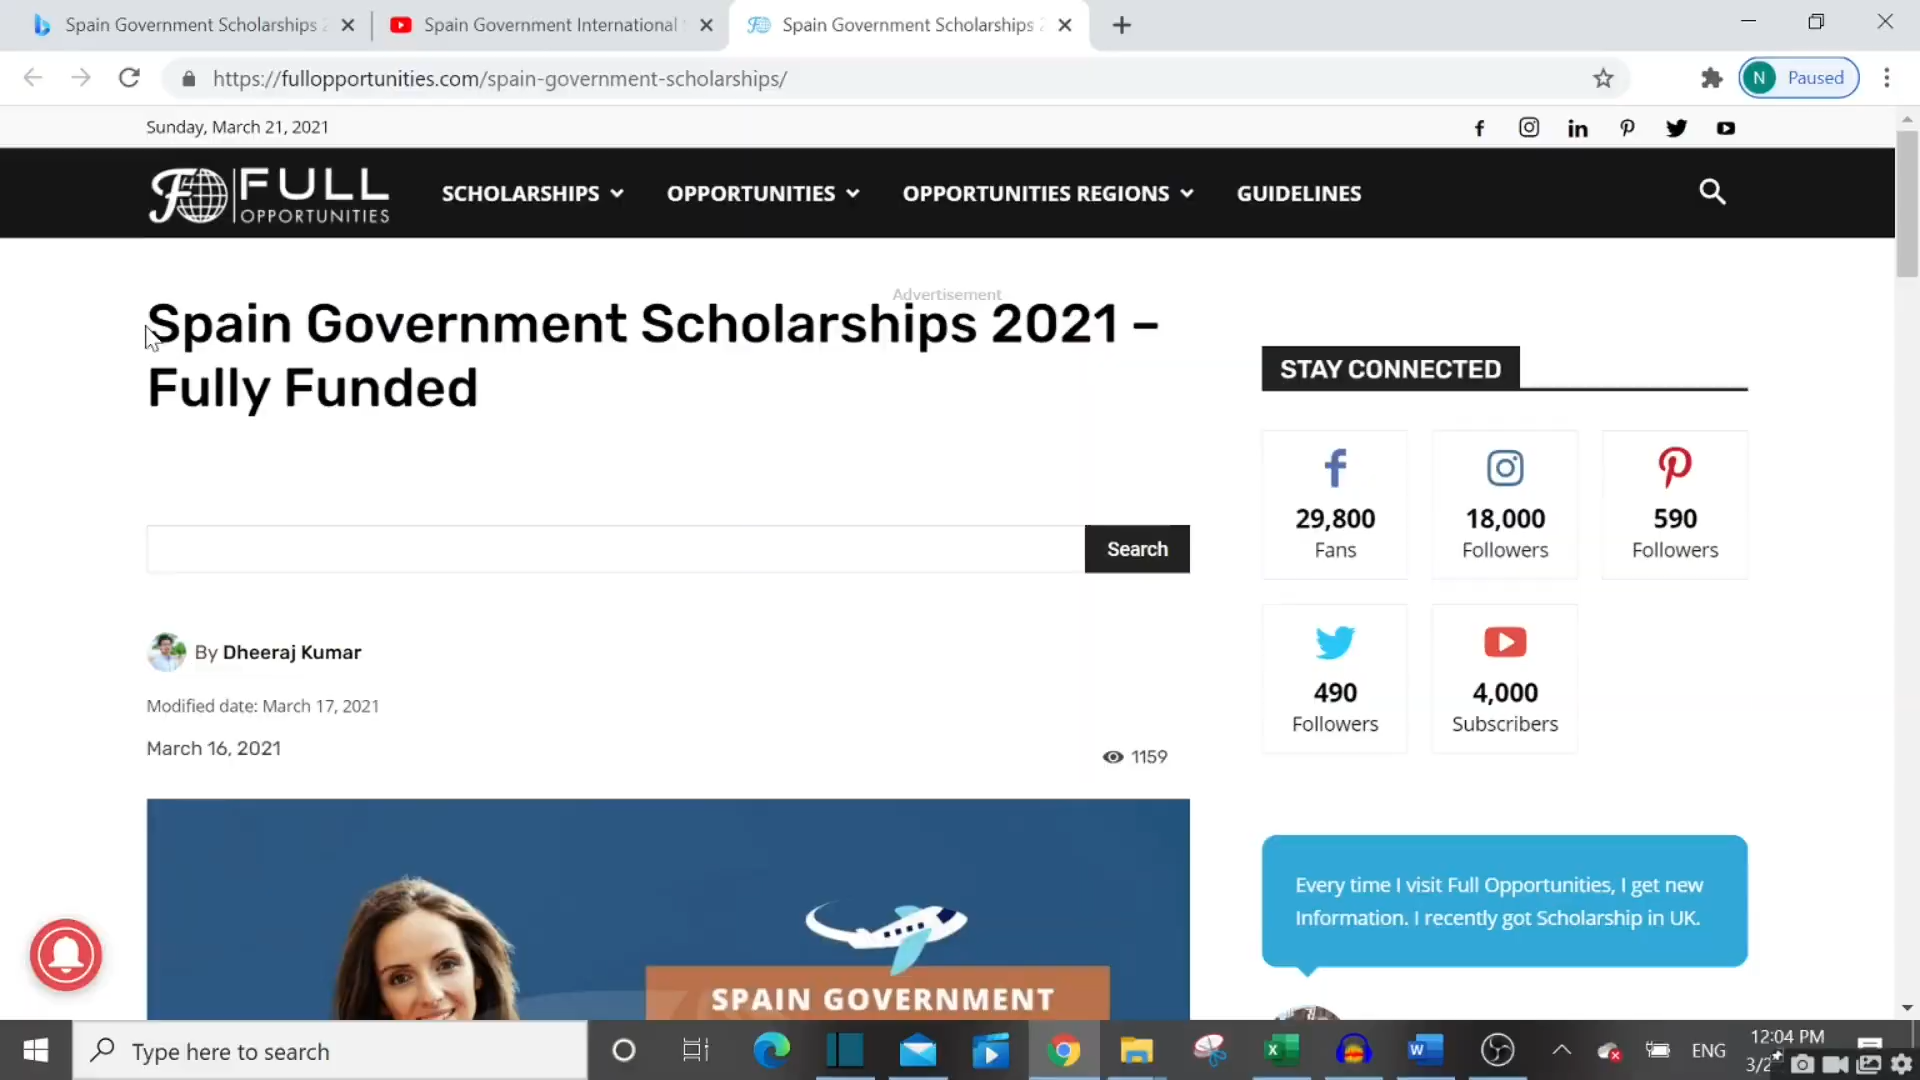 Spain Government Scholarships 2
Spain Government International
Spain Government Scholarships 2
https://fullopportunities.com/spain-government-scholarships/
N Paused
Sunday, March 21, 2021
FULL
OPPORTUNITIES
SCHOLARSHIPS
OPPORTUNITIES
OPPORTUNITIES REGIONS
GUIDELINES
Advertisement
Spain Government Scholarships 2021 –
Fully Funded
Search
By Dheeraj Kumar
Modified date: March 17, 2021
March 16, 2021
1159
SPAIN GOVERNMENT
STAY CONNECTED
29,800
Fans
18,000
Followers
590
Followers
490
Followers
4,000
Subscribers
Every time I visit Full Opportunities, I get new
Information. I recently got Scholarship in UK.
Type here to search
ENG
12:04 PM
3/2